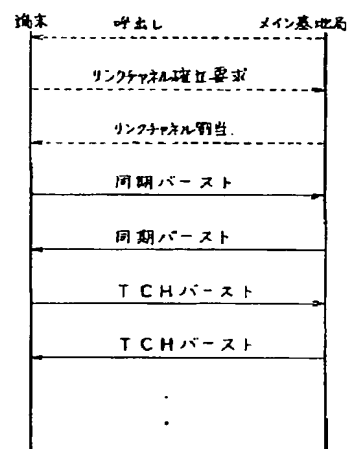 端末 呼出し メイン基地局
リンクチャネル確立要求
リンクチャネル割当.
同期バースト
同期バースト
TCHバースト
TCHバースト